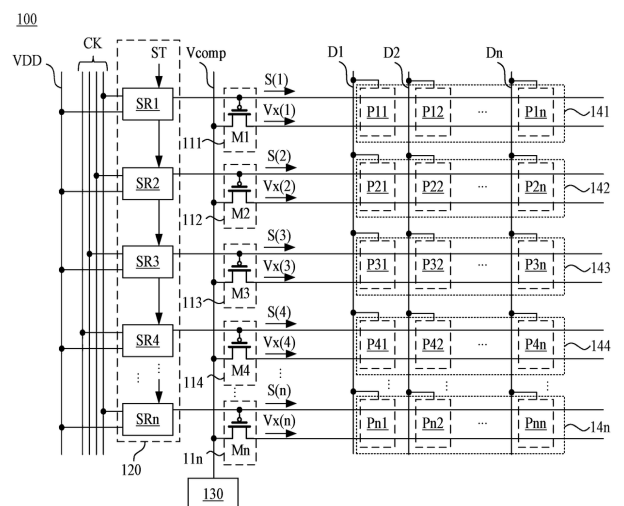 100
CK
VDD
ST
Vcomp
D1
D2
Dn
SR1
S(1)
Vx(1)
M1
111
P11
P12
...
P1n
141
SR2
S(2)
Vx(2)
M2
112
P21
P22
...
P2n
142
SR3
S(3)
Vx(3)
M3
113
P31
P32
...
P3n
143
SR4
S(4)
Vx(4)
M4
114
P41
P42
...
P4n
144
SRn
S(n)
Vx(n)
Mn
11n
Pn1
Pn2
...
Pnn
14n
120
130